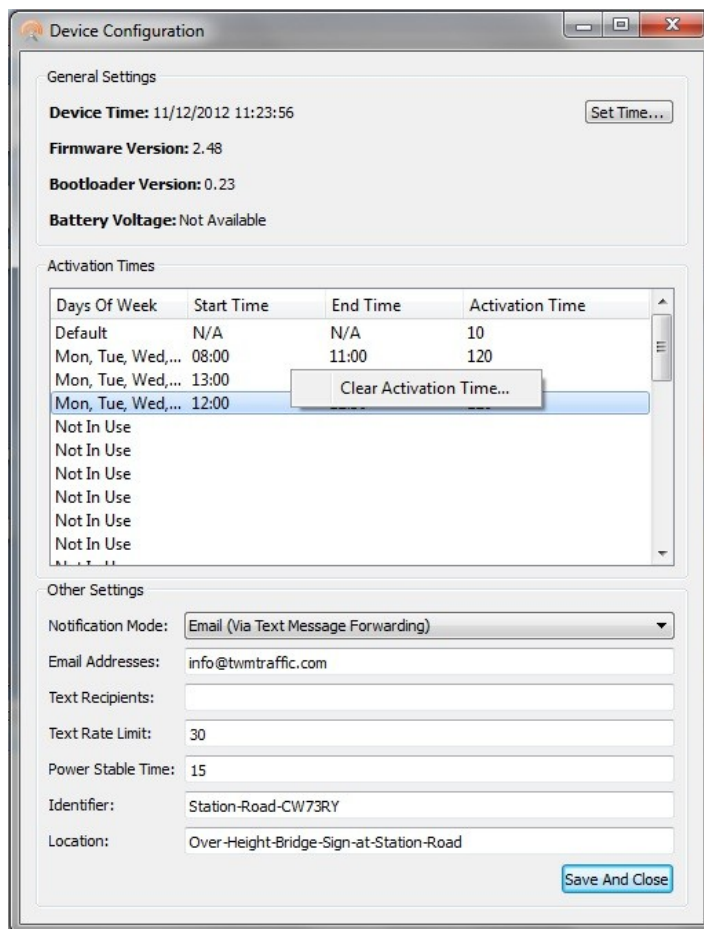 Device Configuration
General Settings
Device Time: 11/12/2012 11:23:56 Set Time...
Firmware Version: 2.48
Bootloader Version: 0.23
Battery Voltage: Not Available
Activation Times
Days Of Week Start Time End Time Activation Time
Default N/A N/A 10
Mon, Tue, Wed,... 08:00 11:00 120
Mon, Tue, Wed,... 13:00
Clear Activation Time...
Mon, Tue, Wed,... 12:00
Not In Use
Not In Use
Not In Use
Not In Use
Not In Use
Not In Use
Other Settings
Notification Mode: Email (Via Text Message Forwarding)
Email Addresses: info@twmtraffic.com
Text Recipients:
Text Rate Limit: 30
Power Stable Time: 15
Identifier: Station-Road-CW73RY
Location: Over-Height-Bridge-Sign-at-Station-Road
Save And Close